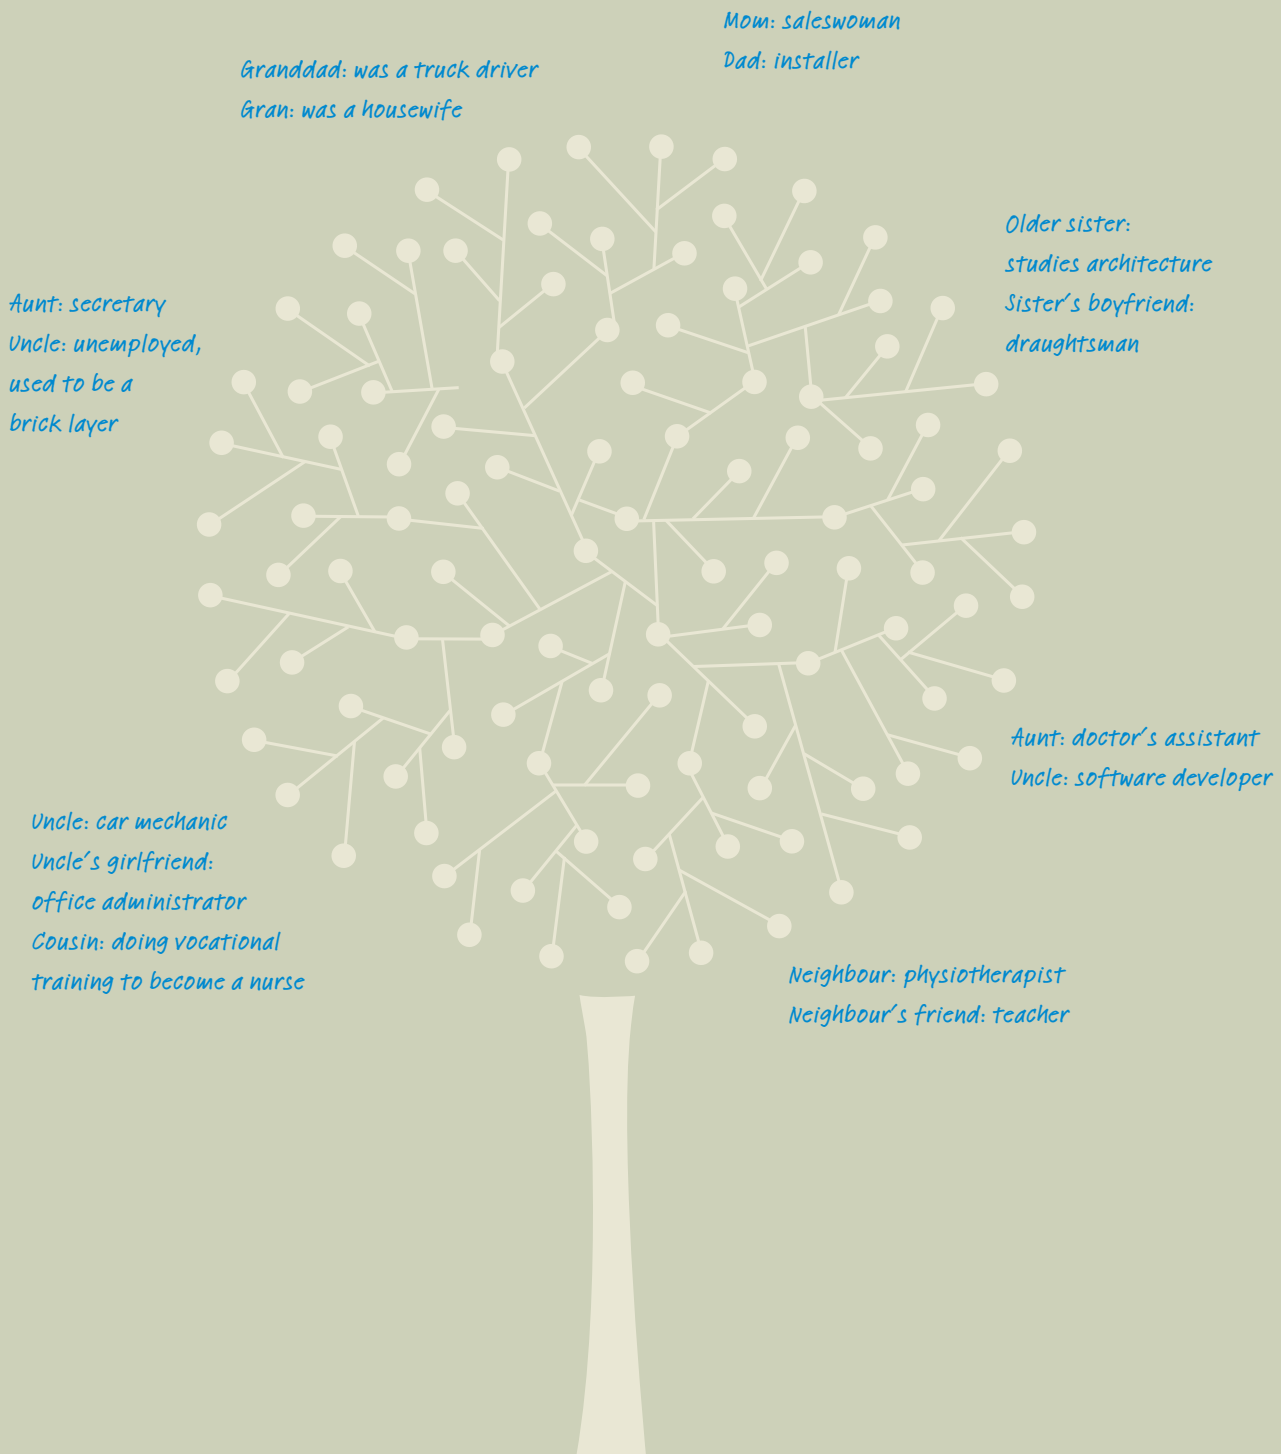 Mom: saleswoman
Dad: installer
Granddad: was a truck driver
Gran: was a housewife
Older sister:
studies architecture
Sister's boyfriend:
draughtsman
Aunt: secretary
Uncle: unemployed,
used to be a
brick layer
Aunt: doctor's assistant
Uncle: software developer
Uncle: car mechanic
Uncle's girlfriend:
office administrator
Cousin: doing vocational
training to become a nurse
Neighbour: physiotherapist
Neighbour's friend: teacher